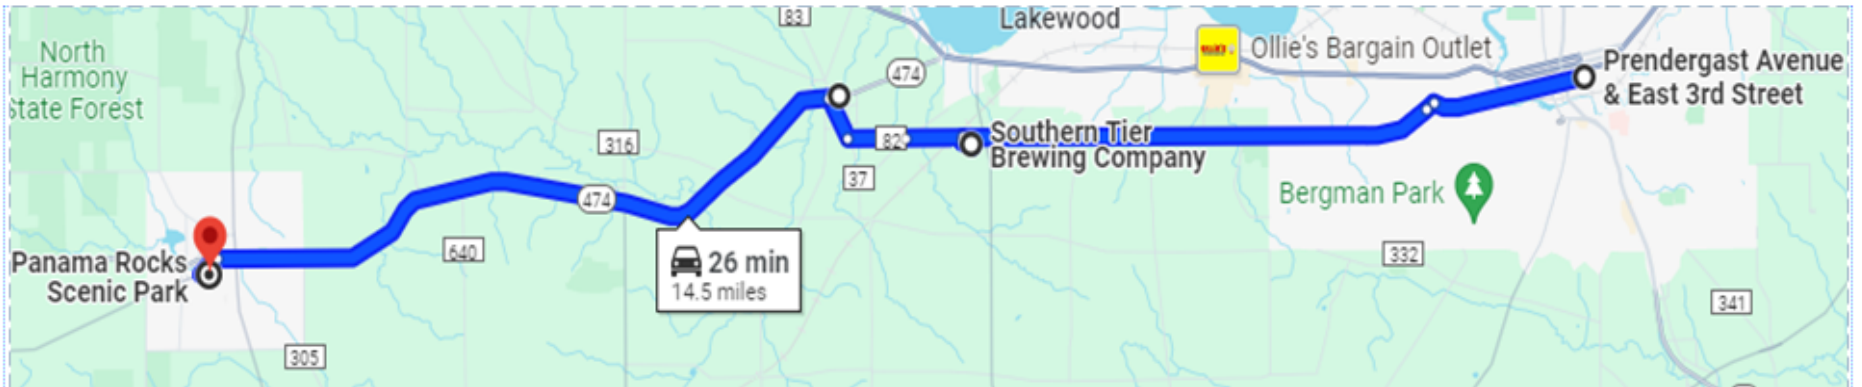 83
Lakewood
474
Ollie's Bargain Outlet
Prendergast Avenue
& East 3rd Street
North
Harmony
State Forest
316
82
Southern Tier
Brewing Company
37
474
Bergman Park
640
332
Panama Rocks
Scenic Park
26 min
14.5 miles
341
305